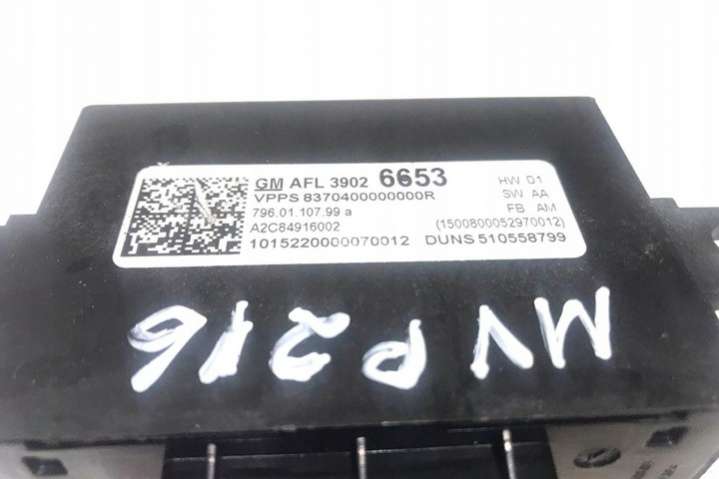 GM AFL 3902 6653
VPPS 8370400000000R
796.01.107.99 a
A2C84916002
1015220000070012 DUNS 510558799
HW 01
SW AA
FB AM
(1500800052970012)
MVP216